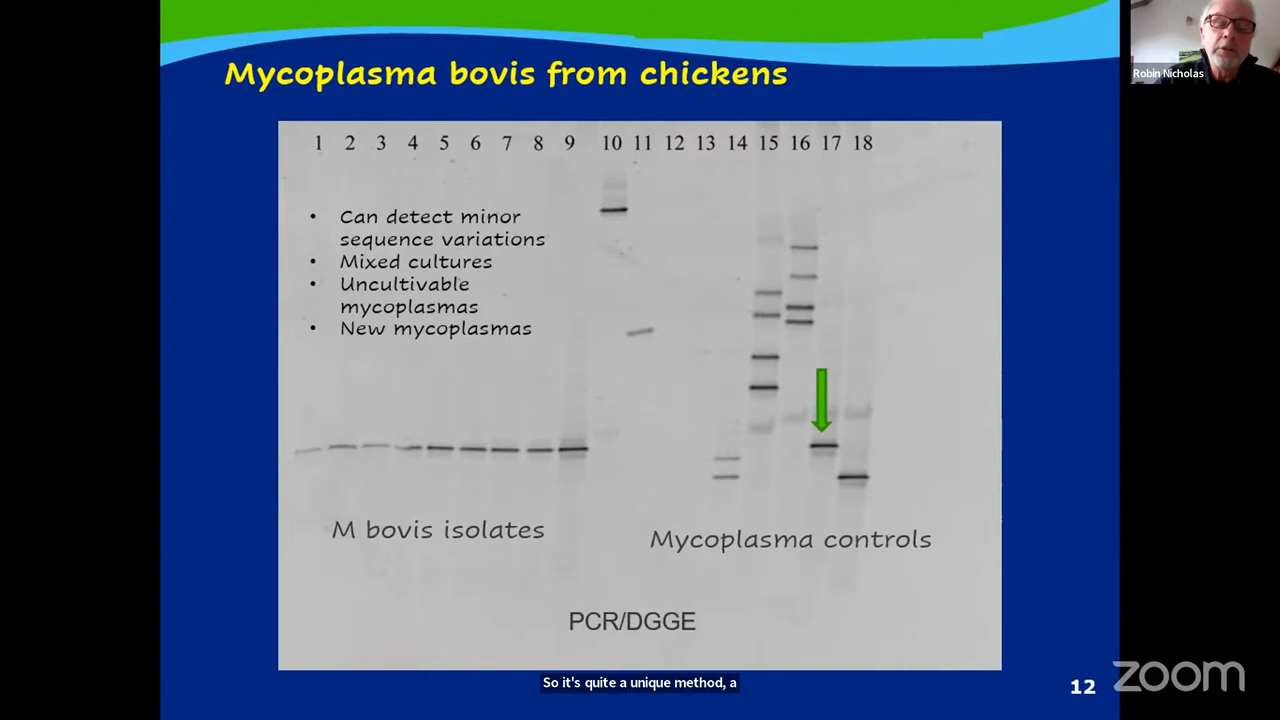 Mycoplasma bovis from chickens
Robin Nicholas
1 2 3 4 5 6 7 8 9 10 11 12 13 14 15 16 17 18
• Can detect minor
sequence variations
• Mixed cultures
• Uncultivable
mycoplasmas
• New mycoplasmas
M bovis isolates
Mycoplasma controls
PCR/DGGE
So it's quite a unique method, a
12
zoom